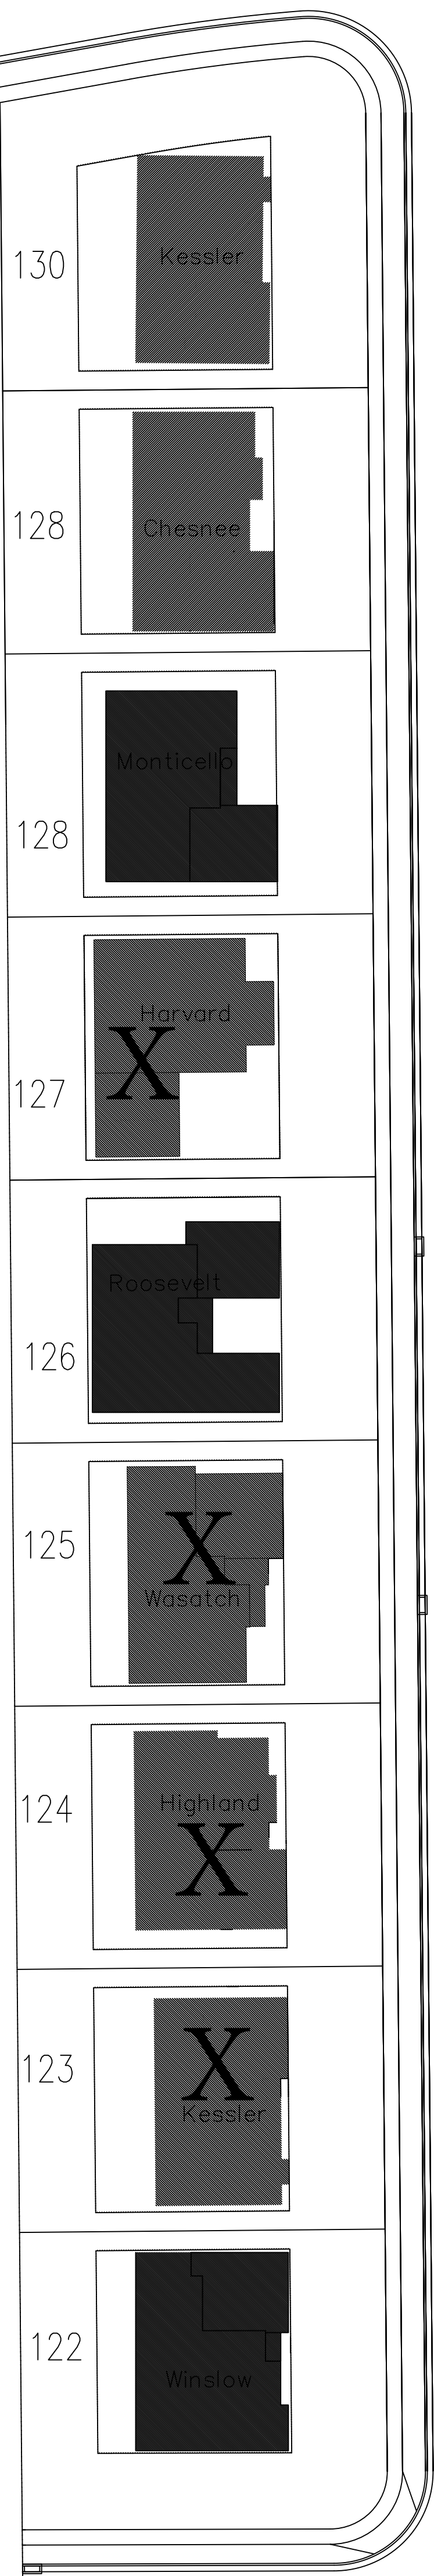 130
Kessler
128
Chesnee
Monticello
128
Harvard
X
127
Roosevelt
126
X
125
Wasatch
Highland
124
X
X
123
Kessler
122
Winslow